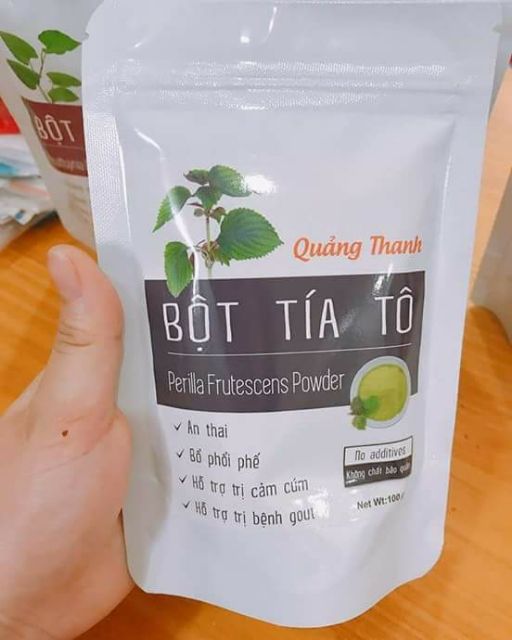 BỘT
Quảng Thanh
BỘT TÍA TÔ
Perilla Frutescens Powder
✓ An thai
✓ Bổ phổi phế
✓ Hỗ trợ trị cảm cúm
✓ Hỗ trợ trị bệnh gout
No additives
Không chất bảo quản
Net Wt:100